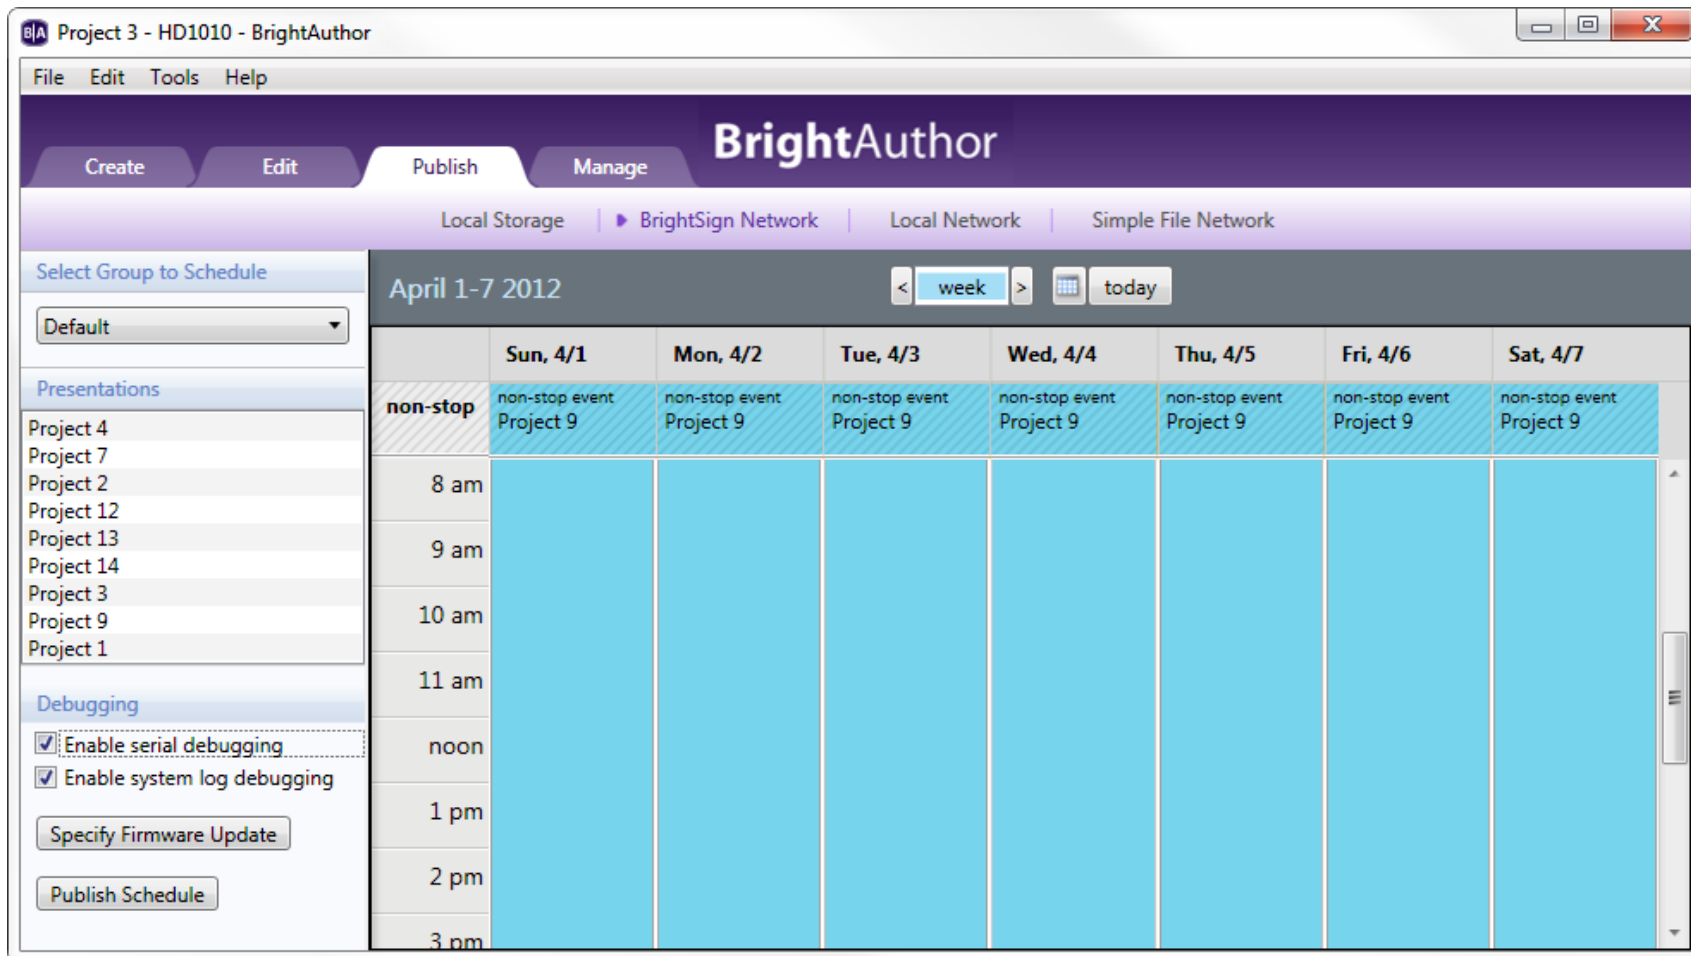 B|A Project 3 - HD1010 - BrightAuthor
File Edit Tools Help
BrightAuthor
Create Edit Publish Manage
Local Storage BrightSign Network Local Network Simple File Network
Select Group to Schedule
Default
Presentations
Project 4
Project 7
Project 2
Project 12
Project 13
Project 14
Project 3
Project 9
Project 1
Debugging
Enable serial debugging
Enable system log debugging
Specify Firmware Update
Publish Schedule
April 1-7 2012 < week > today
Sun, 4/1 Mon, 4/2 Tue, 4/3 Wed, 4/4 Thu, 4/5 Fri, 4/6 Sat, 4/7
non-stop
non-stop event non-stop event non-stop event non-stop event non-stop event non-stop event non-stop event
Project 9 Project 9 Project 9 Project 9 Project 9 Project 9 Project 9
8 am
9 am
10 am
11 am
noon
1 pm
2 pm
3 pm